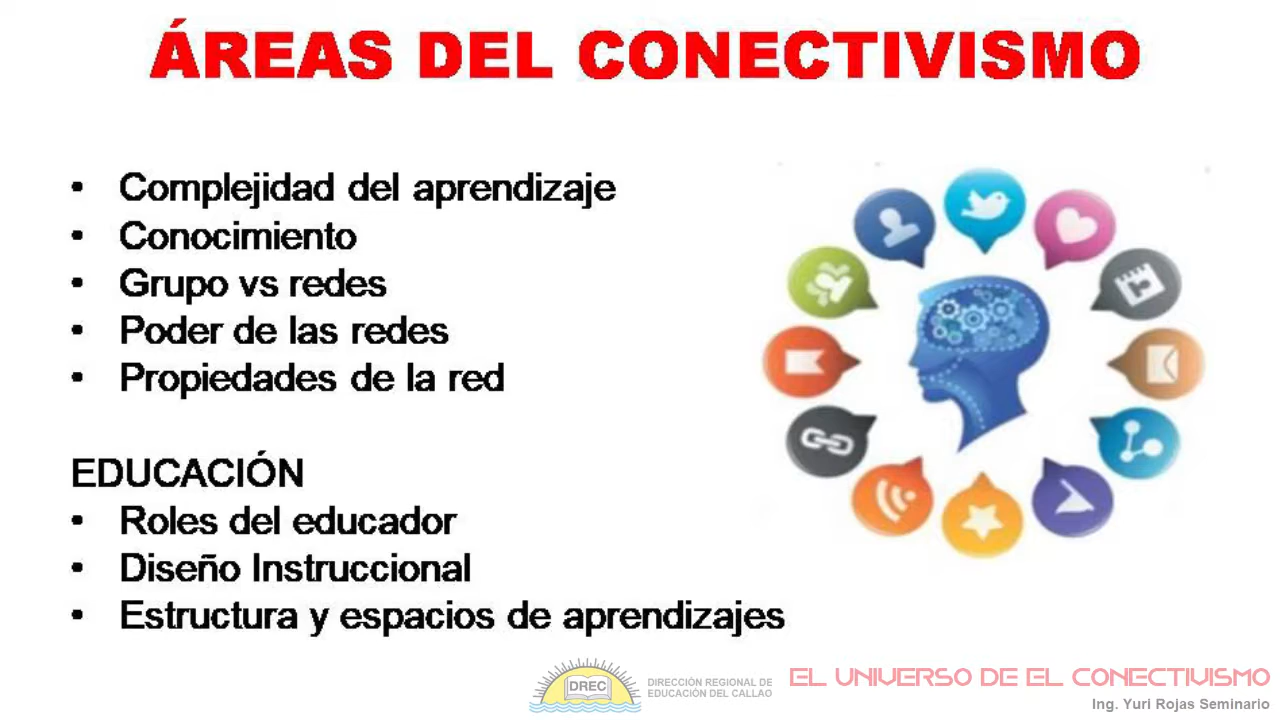 ÁREAS DEL CONECTIVISMO
• Complejidad del aprendizaje
• Conocimiento
• Grupo vs redes
• Poder de las redes
• Propiedades de la red
EDUCACIÓN
• Roles del educador
• Diseño Instruccional
• Estructura y espacios de aprendizajes
DREC
DIRECCIÓN REGIONAL DE
EDUCACIÓN DEL CALLAO
EL UNIVERSO DE EL CONECTIVISMO
Ing. Yuri Rojas Seminario